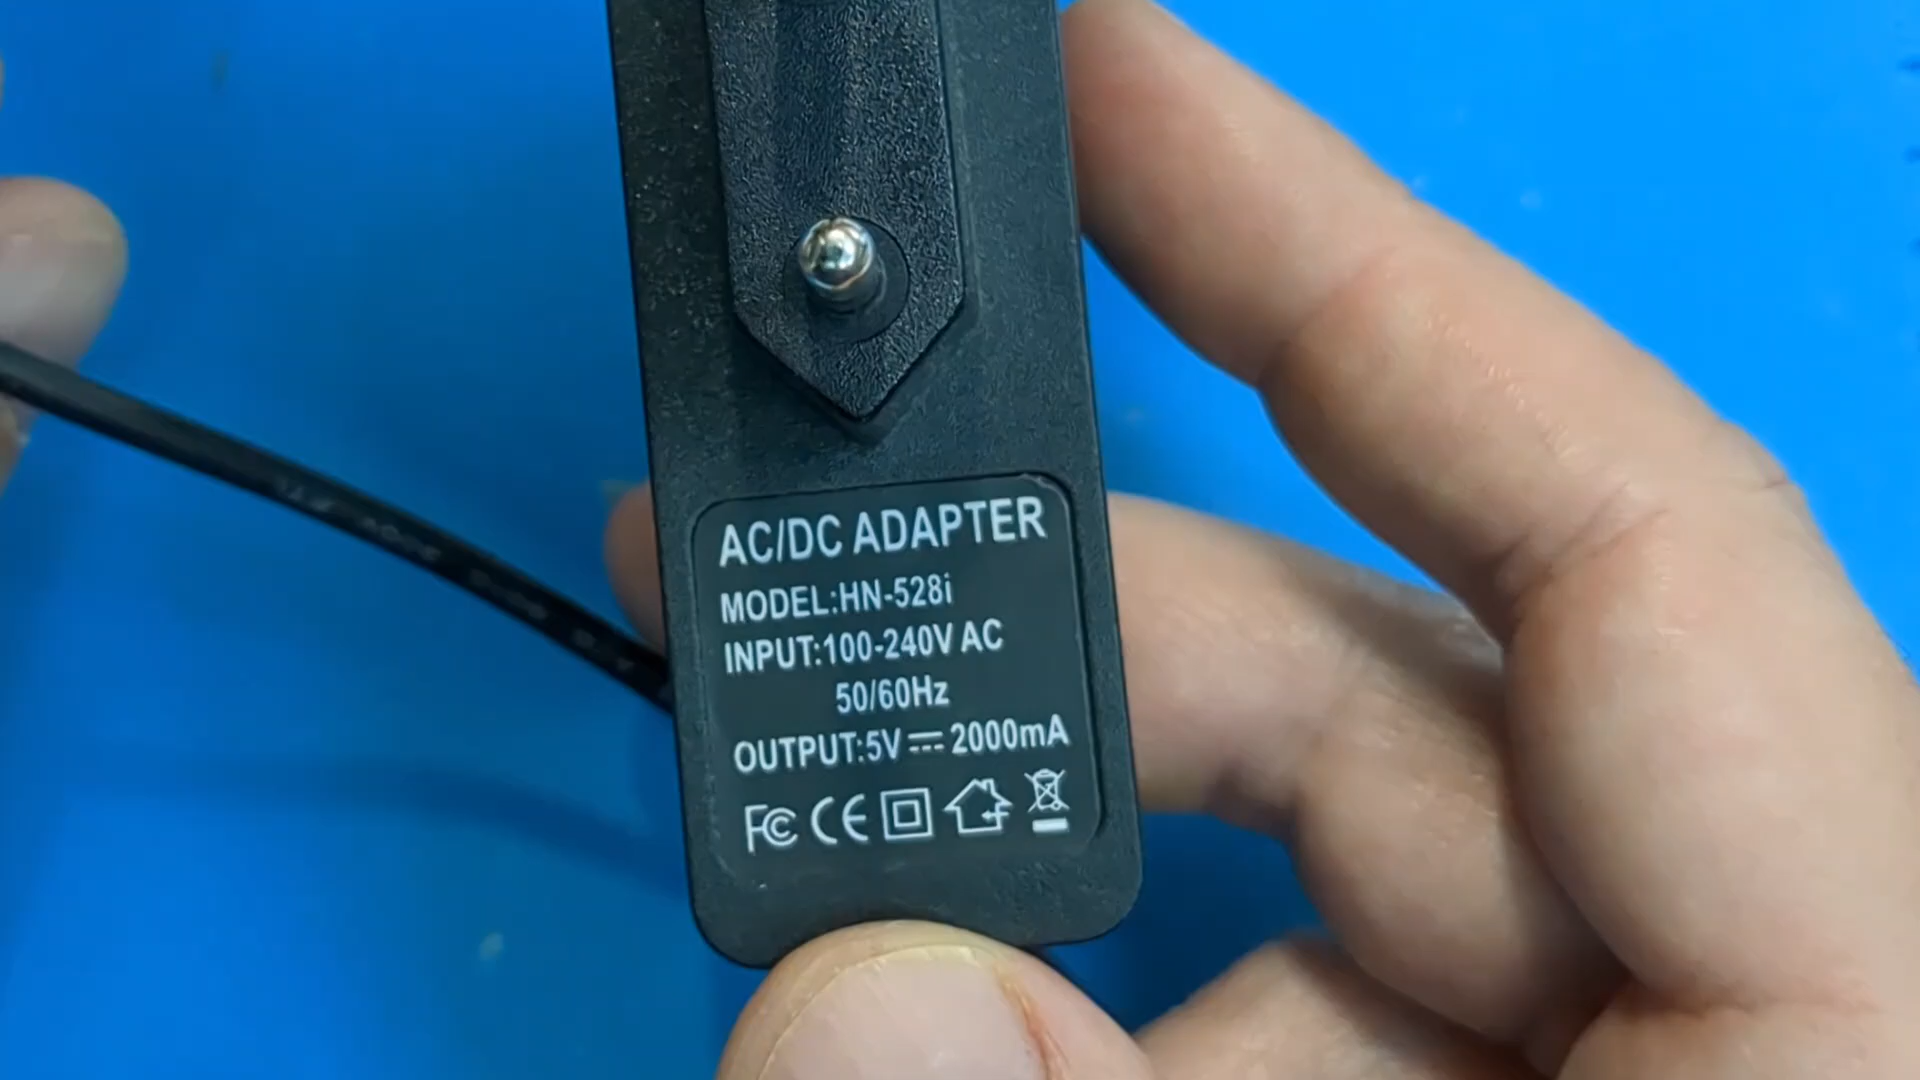 AC/DC ADAPTER
MODEL:HN-528i
INPUT:100-240V AC
50/60Hz
OUTPUT:5V ⎓ 2000mA
FC CE